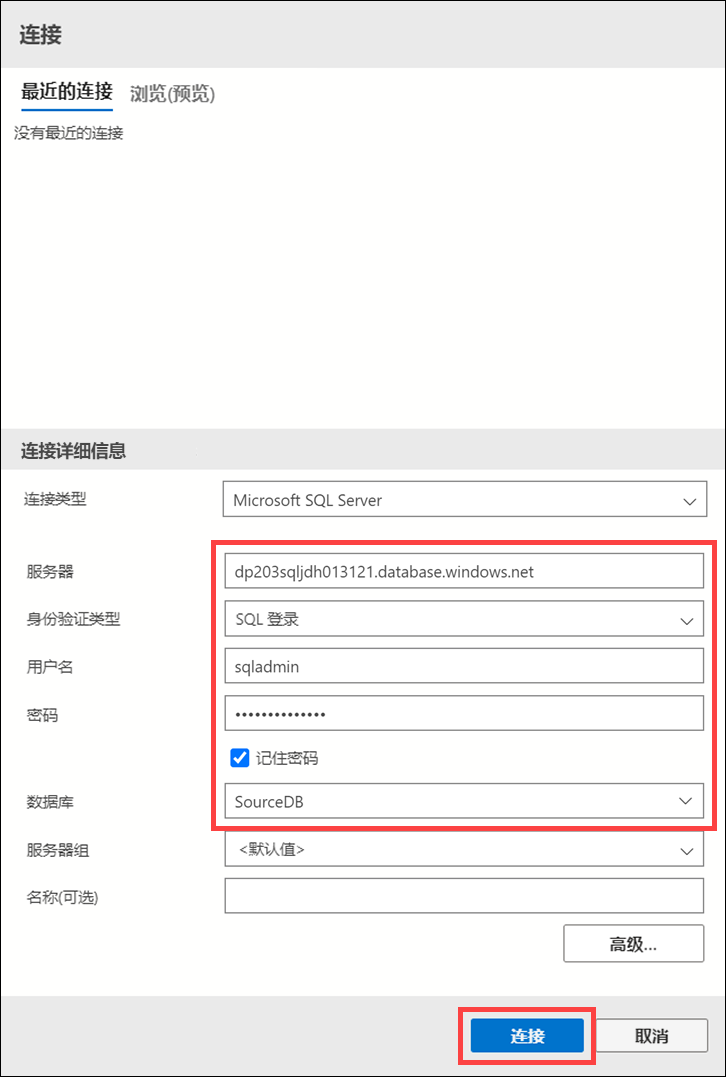 连接
最近的连接 浏览(预览)
没有最近的连接
连接详细信息
连接类型 Microsoft SQL Server
服务器 dp203sqljdh013121.database.windows.net
身份验证类型 SQL 登录
用户名 sqladmin
密码 ••••••••••••••
记住密码
数据库 SourceDB
服务器组 <默认值>
名称(可选)
高级...
连接 取消